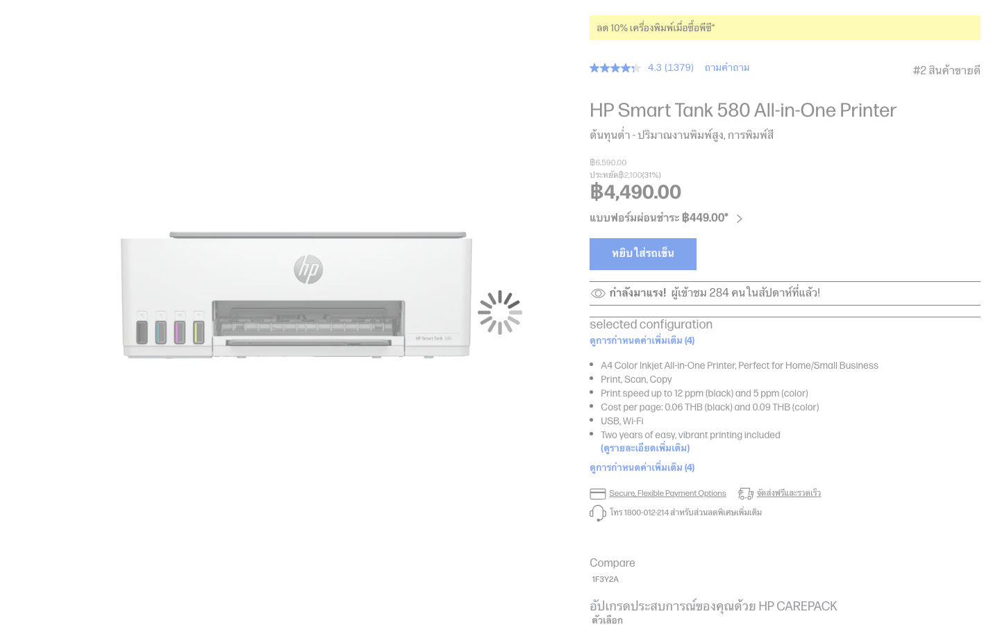 ลด 10% เครื่องพิมพ์เมื่อซื้อพีซี*
4.3 (1379) ถามคำถาม
#2 สินค้าขายดี
HP Smart Tank 580 All-in-One Printer
ต้นทุนต่ำ - ปริมาณงานพิมพ์สูง, การพิมพ์สี
฿6,590.00
ประหยัด฿2,100(31%)
฿4,490.00
แบบฟอร์มผ่อนชำระ ฿449.00*
หยิบใส่รถเข็น
กำลังมาแรง! ผู้เข้าชม 284 คนในสัปดาห์ที่แล้ว!
selected configuration
ดูการกำหนดค่าเพิ่มเติม (4)
A4 Color Inkjet All-in-One Printer, Perfect for Home/Small Business
Print, Scan, Copy
Print speed up to 12 ppm (black) and 5 ppm (color)
Cost per page: 0.06 THB (black) and 0.09 THB (color)
USB, Wi-Fi
Two years of easy, vibrant printing included
(ดูรายละเอียดเพิ่มเติม)
ดูการกำหนดค่าเพิ่มเติม (4)
Secure, Flexible Payment Options จัดส่งฟรีและรวดเร็ว
โทร 1800-012-214 สำหรับส่วนลดพิเศษเพิ่มเติม
Compare
1F3Y2A
อัปเกรดประสบการณ์ของคุณด้วย HP CAREPACK
ตัวเลือก
hp
HP Smart Tank 580